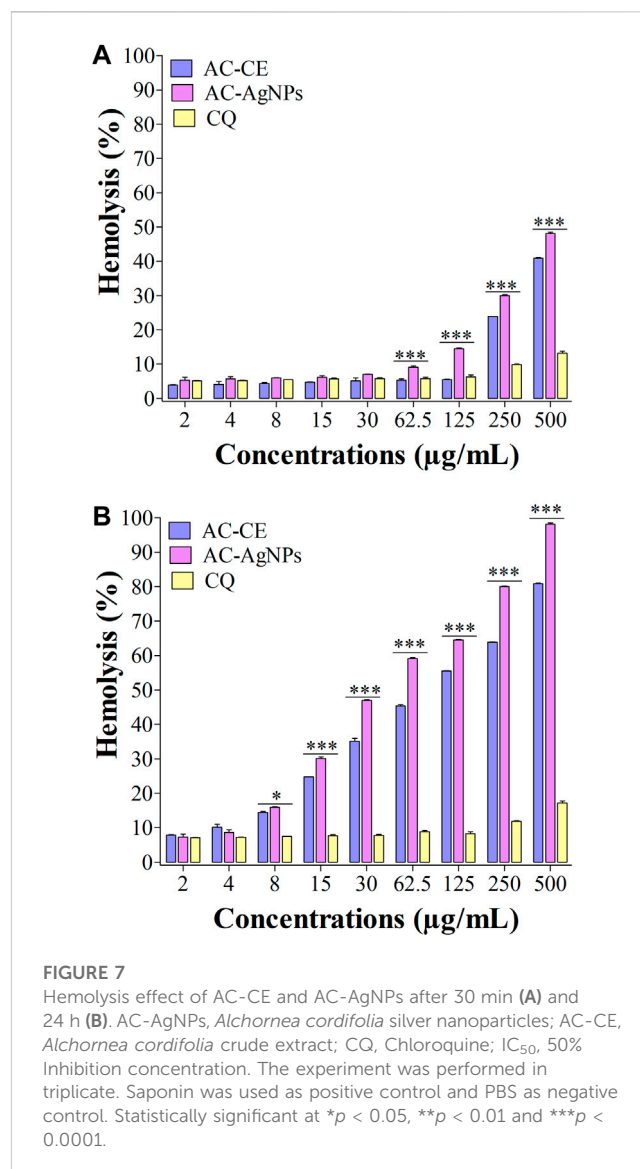 A
AC-CE
AC-AgNPs
CQ
Hemolysis (%)
100
90
80
70
60
50
40
30
20
10
0
***
***
***
***
2 4 8 15 30 62.5 125 250 500
Concentrations (µg/mL)
B
AC-CE
AC-AgNPs
CQ
Hemolysis (%)
100
90
80
70
60
50
40
30
20
10
0
*
***
***
***
***
***
***
2 4 8 15 30 62.5 125 250 500
Concentrations (µg/mL)
FIGURE 7
Hemolysis effect of AC-CE and AC-AgNPs after 30 min (A) and
24 h (B). AC-AgNPs, Alchornea cordifolia silver nanoparticles; AC-CE,
Alchornea cordifolia crude extract; CQ, Chloroquine; IC₅₀, 50%
Inhibition concentration. The experiment was performed in
triplicate. Saponin was used as positive control and PBS as negative
control. Statistically significant at *p < 0.05, **p < 0.01 and ***p <
0.0001.